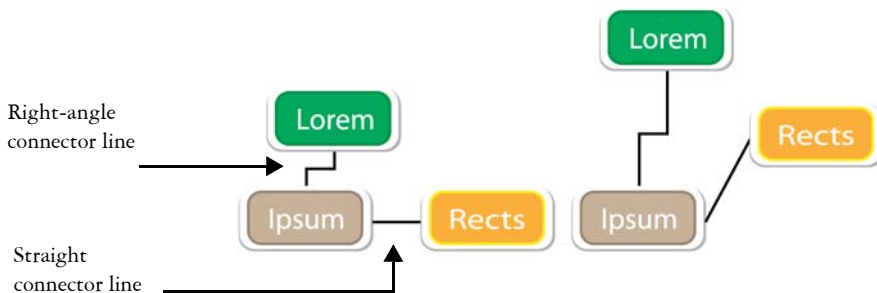 Lorem
Right-angle
connector line
Lorem
Rects
Ipsum
Rects
Ipsum
Straight
connector line